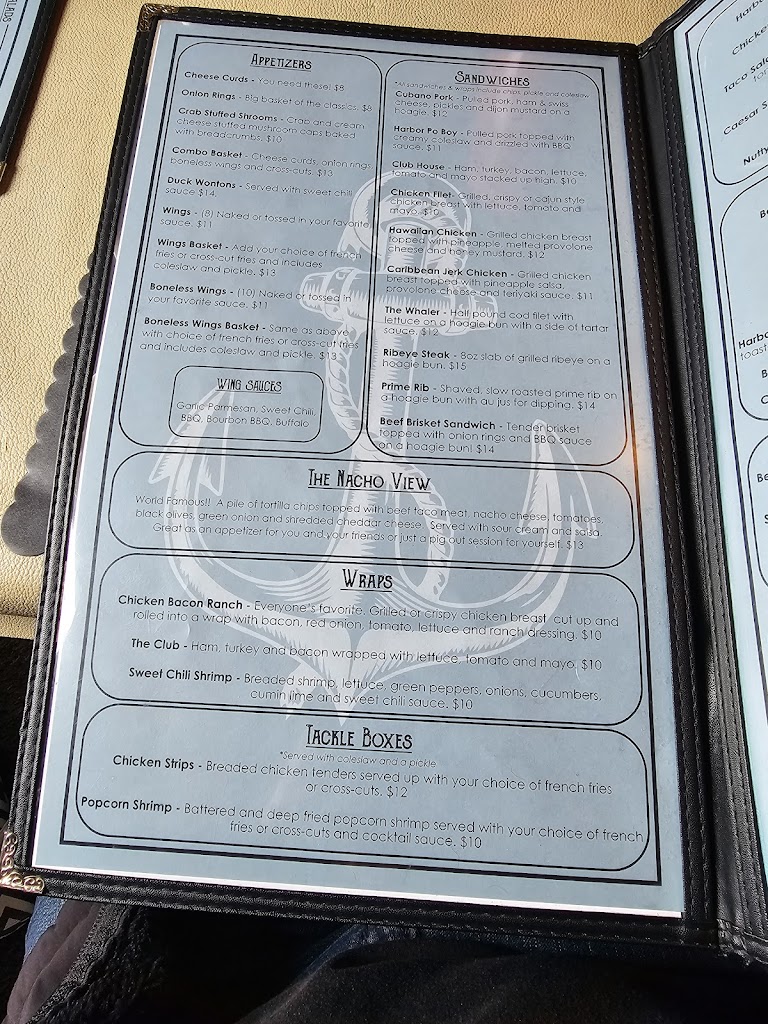 LADS
APPETIZERS
Cheese Curds - You need these! $8
Onion Rings - Big basket of the classics. $8
Crab Stuffed Shrooms - Crab and cream
cheese stuffed mushroom caps baked
with breadcrumbs. $10
Combo Basket - Cheese curds, onion rings,
boneless wings and cross-cuts. $13
Duck Wontons - Served with sweet chili
sauce $14.
Wings - (8) Naked or tossed in your favorite
sauce. $11
Wings Basket - Add your choice of french
fries or cross-cut fries and includes
coleslaw and pickle. $13
Boneless Wings - (10) Naked or tossed in
your favorite sauce. $11
Boneless Wings Basket - Same as above
with choice of french fries or cross-cut fries
and includes coleslaw and pickle. $13
WING SAUCES
Garlic Parmesan, Sweet Chili,
BBQ, Bourbon BBQ, Buffalo
SANDWICHES
*All sandwiches & wraps include chips, pickle and coleslaw
Cubano Pork - Pulled pork, ham & swiss
cheese, pickles and dijon mustard on a
hoagie. $12
Harbor Po Boy - Pulled pork topped with
creamy coleslaw and drizzled with BBQ
sauce. $11
Club House - Ham, turkey, bacon, lettuce,
tomato and mayo stacked up high. $10
Chicken Filet- Grilled, crispy or cajun style
chicken breast with lettuce, tomato and
mayo. $10
Hawaiian Chicken - Grilled chicken breast
topped with pineapple, melted provolone
cheese and honey mustard. $12
Caribbean Jerk Chicken - Grilled chicken
breast topped with pineapple salsa,
provolone cheese and teriyaki sauce. $11
The Whaler - Half pound cod filet with
lettuce on a hoagie bun with a side of tartar
sauce. $12
Ribeye Steak - 8oz slab of grilled ribeye on a
hoagie bun. $15
Prime Rib - Shaved, slow roasted prime rib on
a hoagie bun with au jus for dipping. $14
Beef Brisket Sandwich - Tender brisket
topped with onion rings and BBQ sauce
on a hoagie bun! $14
THE NACHO VIEW
World Famous!! A pile of tortilla chips topped with beef taco meat, nacho cheese, tomatoes,
black olives, green onion and shredded cheddar cheese. Served with sour cream and salsa.
Great as an appetizer for you and your friends or just a pig out session for yourself. $13
WRAPS
Chicken Bacon Ranch - Everyone's favorite. Grilled or crispy chicken breast cut up and
rolled into a wrap with bacon, red onion, tomato, lettuce and ranch dressing. $10
The Club - Ham, turkey and bacon wrapped with lettuce, tomato and mayo. $10
Sweet Chili Shrimp - Breaded shrimp, lettuce, green peppers, onions, cucumbers,
cumin lime and sweet chili sauce. $10
TACKLE BOXES
*Served with coleslaw and a pickle
Chicken Strips - Breaded chicken tenders served up with your choice of french fries
or cross-cuts. $12
Popcorn Shrimp - Battered and deep fried popcorn shrimp served with your choice of french
fries or cross-cuts and cocktail sauce. $10
Harbo
Chicke
Taco Sala
Caesar S
Nutty
Harbo
toast